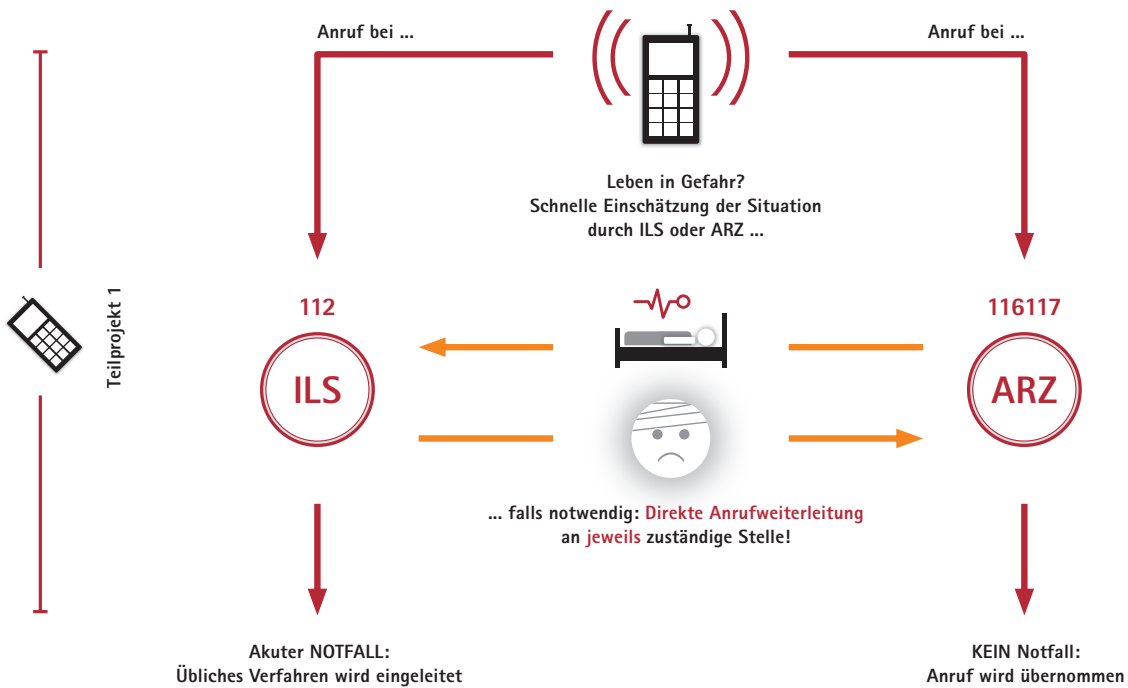 Anruf bei ...
Anruf bei ...
Leben in Gefahr?
Schnelle Einschätzung der Situation
durch ILS oder ARZ ...
Teilprojekt 1
112
116117
ILS
ARZ
... falls notwendig: Direkte Anrufweiterleitung
an jeweils zuständige Stelle!
Akuter NOTFALL:
Übliches Verfahren wird eingeleitet
KEIN Notfall:
Anruf wird übernommen